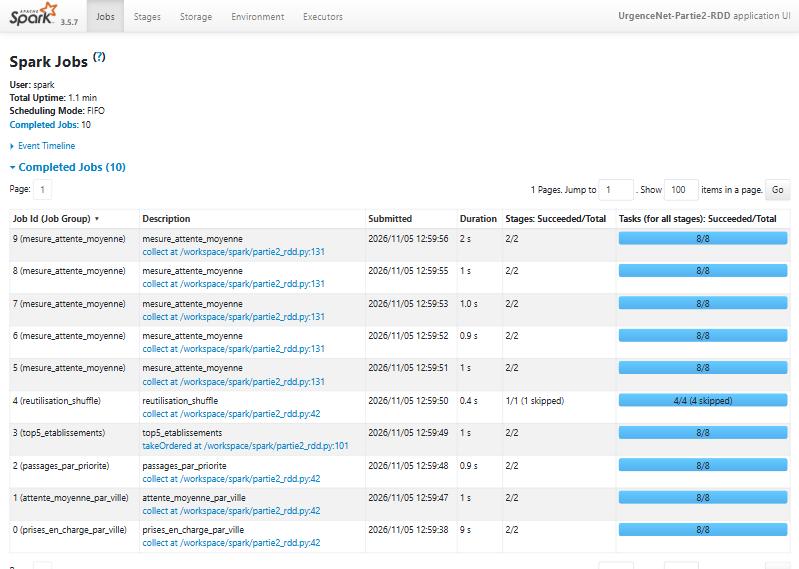 APACHE Spark 3.5.7 Jobs Stages Storage Environment Executors UrgenceNet-Partie2-RDD application UI
Spark Jobs (?)
User: spark
Total Uptime: 1.1 min
Scheduling Mode: FIFO
Completed Jobs: 10
Event Timeline
Completed Jobs (10)
Page: 1 1 Pages. Jump to 1 . Show 100 items in a page. Go
Job Id (Job Group) ▾ Description Submitted Duration Stages: Succeeded/Total Tasks (for all stages): Succeeded/Total
9 (mesure_attente_moyenne) mesure_attente_moyenne 2026/11/05 12:59:56 2 s 2/2 8/8
collect at /workspace/spark/partie2_rdd.py:131
8 (mesure_attente_moyenne) mesure_attente_moyenne 2026/11/05 12:59:55 1 s 2/2 8/8
collect at /workspace/spark/partie2_rdd.py:131
7 (mesure_attente_moyenne) mesure_attente_moyenne 2026/11/05 12:59:53 1.0 s 2/2 8/8
collect at /workspace/spark/partie2_rdd.py:131
6 (mesure_attente_moyenne) mesure_attente_moyenne 2026/11/05 12:59:52 0.9 s 2/2 8/8
collect at /workspace/spark/partie2_rdd.py:131
5 (mesure_attente_moyenne) mesure_attente_moyenne 2026/11/05 12:59:51 1 s 2/2 8/8
collect at /workspace/spark/partie2_rdd.py:131
4 (reutilisation_shuffle) reutilisation_shuffle 2026/11/05 12:59:50 0.4 s 1/1 (1 skipped) 4/4 (4 skipped)
collect at /workspace/spark/partie2_rdd.py:42
3 (top5_etablissements) top5_etablissements 2026/11/05 12:59:49 1 s 2/2 8/8
takeOrdered at /workspace/spark/partie2_rdd.py:101
2 (passages_par_priorite) passages_par_priorite 2026/11/05 12:59:48 0.9 s 2/2 8/8
collect at /workspace/spark/partie2_rdd.py:42
1 (attente_moyenne_par_ville) attente_moyenne_par_ville 2026/11/05 12:59:47 1 s 2/2 8/8
collect at /workspace/spark/partie2_rdd.py:42
0 (prises_en_charge_par_ville) prises_en_charge_par_ville 2026/11/05 12:59:38 9 s 2/2 8/8
collect at /workspace/spark/partie2_rdd.py:42